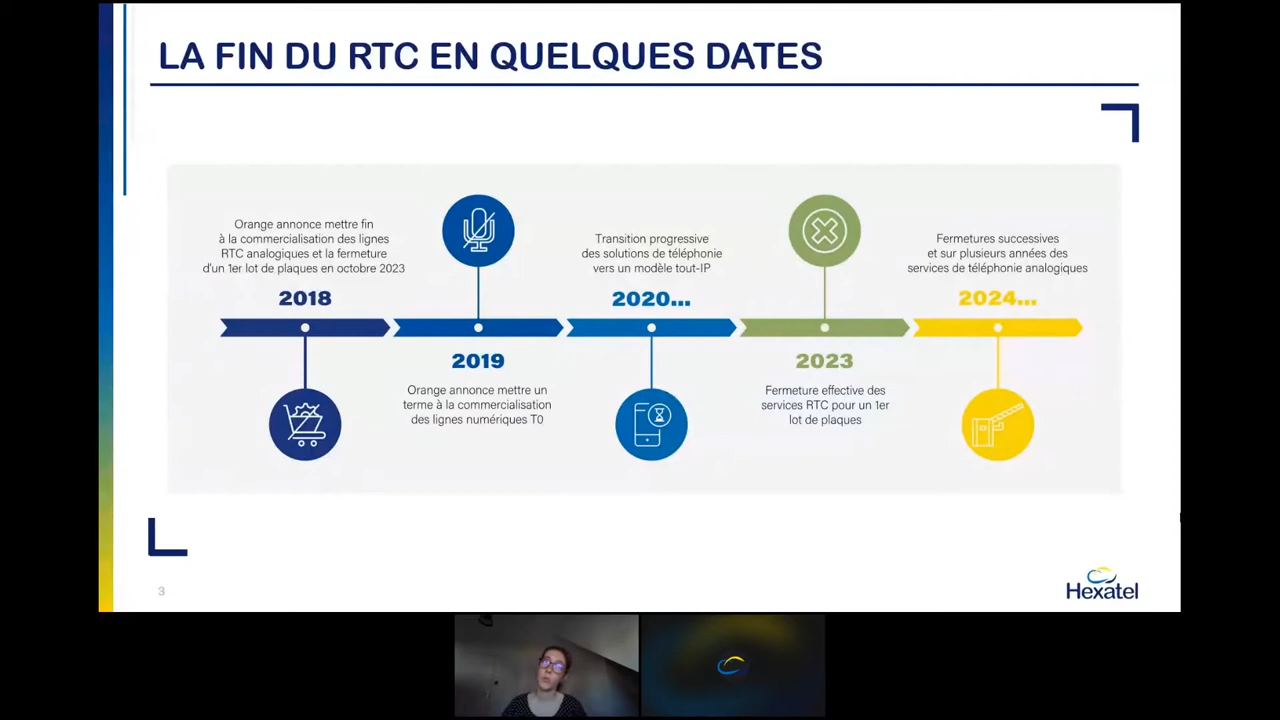 LA FIN DU RTC EN QUELQUES DATES
Orange annonce mettre fin
à la commercialisation des lignes
RTC analogiques et la fermeture
d'un 1er lot de plaques en octobre 2023
2018
2019
Orange annonce mettre un
terme à la commercialisation
des lignes numériques T0
Transition progressive
des solutions de téléphonie
vers un modèle tout-IP
2020...
2023
Fermeture effective des
services RTC pour un 1er
lot de plaques
Fermetures successives
et sur plusieurs années des
services de téléphonie analogiques
2024...
3
Hexatel